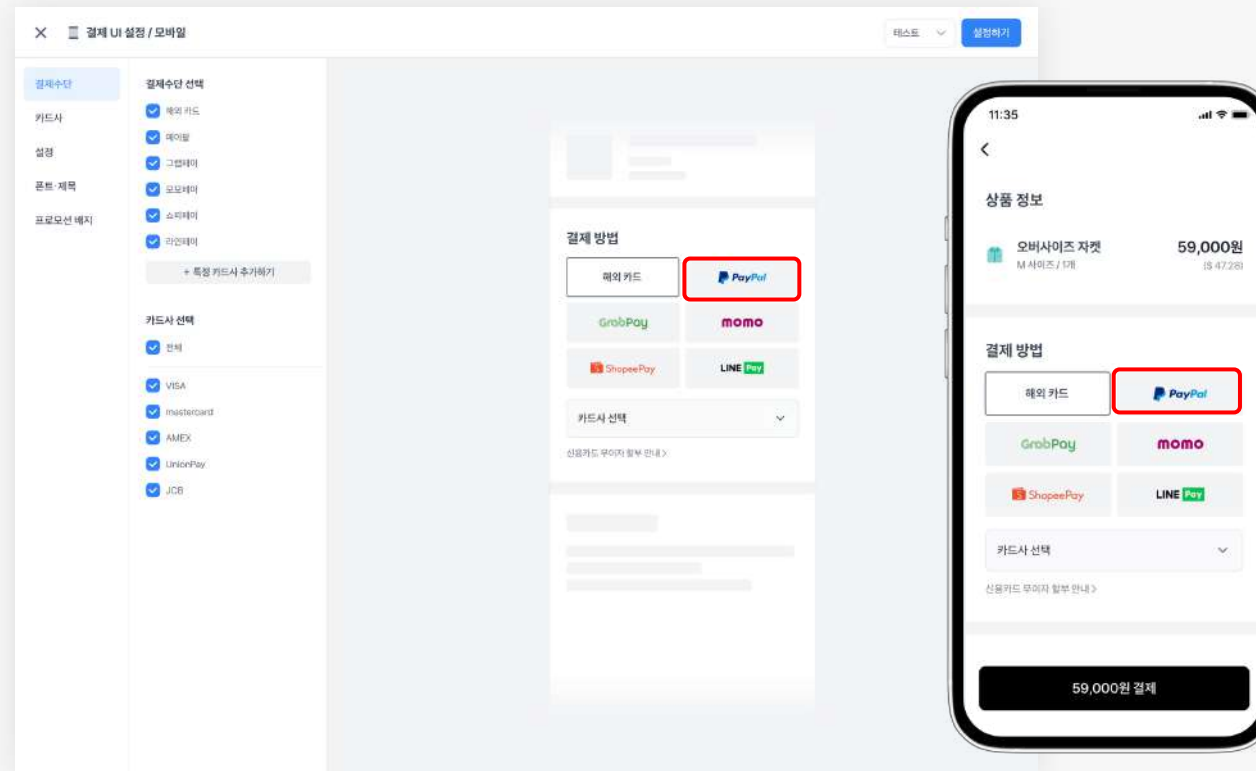 결제 UI 설정 / 모바일
테스트
설정하기
결제수단
카드사
설정
폰트·제목
프로모션 배지
결제수단 선택
해외 카드
페이팔
그랩페이
모모페이
쇼피페이
라인페이
+ 특정 카드사 추가하기
카드사 선택
전체
VISA
mastercard
AMEX
UnionPay
JCB
결제 방법
해외 카드
PayPal
GrabPay
momo
ShopeePay
LINE Pay
카드사 선택
신용카드 무이자 할부 안내 >
11:35
상품 정보
오버사이즈 자켓
59,000원
M 사이즈 / 1개
($ 47.28)
결제 방법
해외 카드
PayPal
GrabPay
momo
ShopeePay
LINE Pay
카드사 선택
신용카드 무이자 할부 안내 >
59,000원 결제